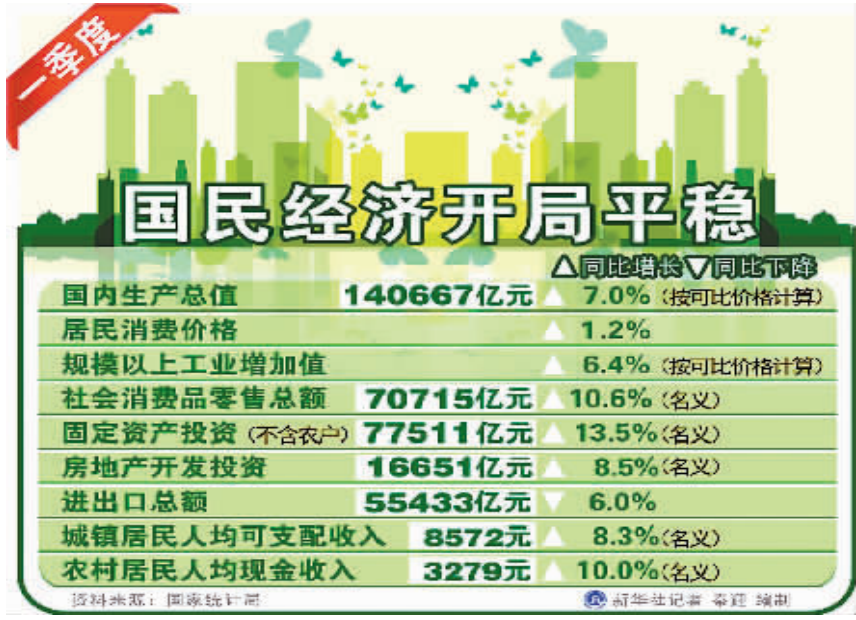 一季度
国民经济开局平稳
▲同比增长▼同比下降
国内生产总值 140667亿元 ▲ 7.0% (按可比价格计算)
居民消费价格 ▲ 1.2%
规模以上工业增加值 ▲ 6.4% (按可比价格计算)
社会消费品零售总额 70715亿元 ▲ 10.6% (名义)
固定资产投资(不含农户) 77511亿元 ▲ 13.5% (名义)
房地产开发投资 16651亿元 ▲ 8.5% (名义)
进出口总额 55433亿元 ▼ 6.0%
城镇居民人均可支配收入 8572元 ▲ 8.3% (名义)
农村居民人均现金收入 3279元 ▲ 10.0% (名义)
资料来源：国家统计局 新华社记者 秦迎 编制